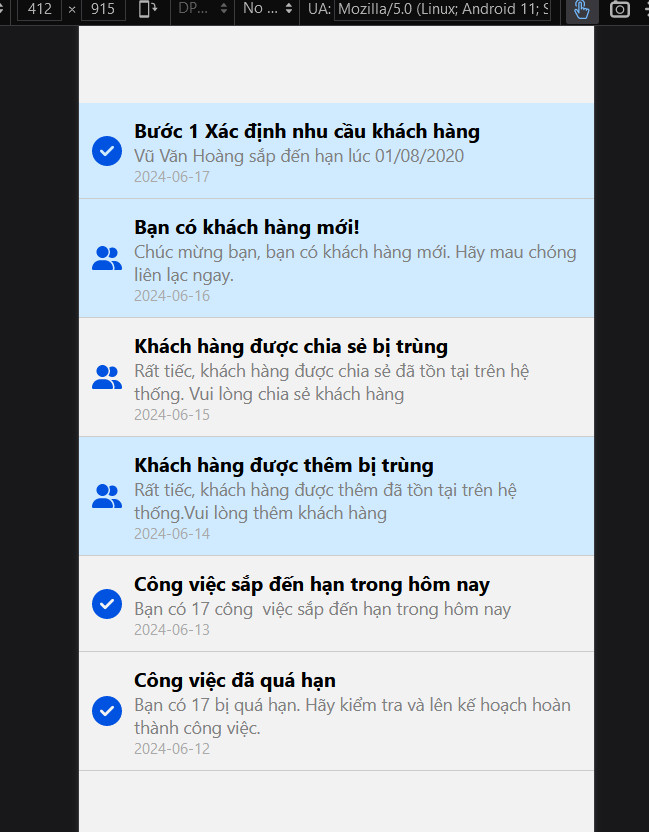 412 × 915 DP... No ... UA: Mozilla/5.0 (Linux; Android 11; S
Bước 1 Xác định nhu cầu khách hàng
Vũ Văn Hoàng sắp đến hạn lúc 01/08/2020
2024-06-17
Bạn có khách hàng mới!
Chúc mừng bạn, bạn có khách hàng mới. Hãy mau chóng
liên lạc ngay.
2024-06-16
Khách hàng được chia sẻ bị trùng
Rất tiếc, khách hàng được chia sẻ đã tồn tại trên hệ
thống. Vui lòng chia sẻ khách hàng
2024-06-15
Khách hàng được thêm bị trùng
Rất tiếc, khách hàng được thêm đã tồn tại trên hệ
thống.Vui lòng thêm khách hàng
2024-06-14
Công việc sắp đến hạn trong hôm nay
Bạn có 17 công  việc sắp đến hạn trong hôm nay
2024-06-13
Công việc đã quá hạn
Bạn có 17 bị quá hạn. Hãy kiểm tra và lên kế hoạch hoàn
thành công việc.
2024-06-12